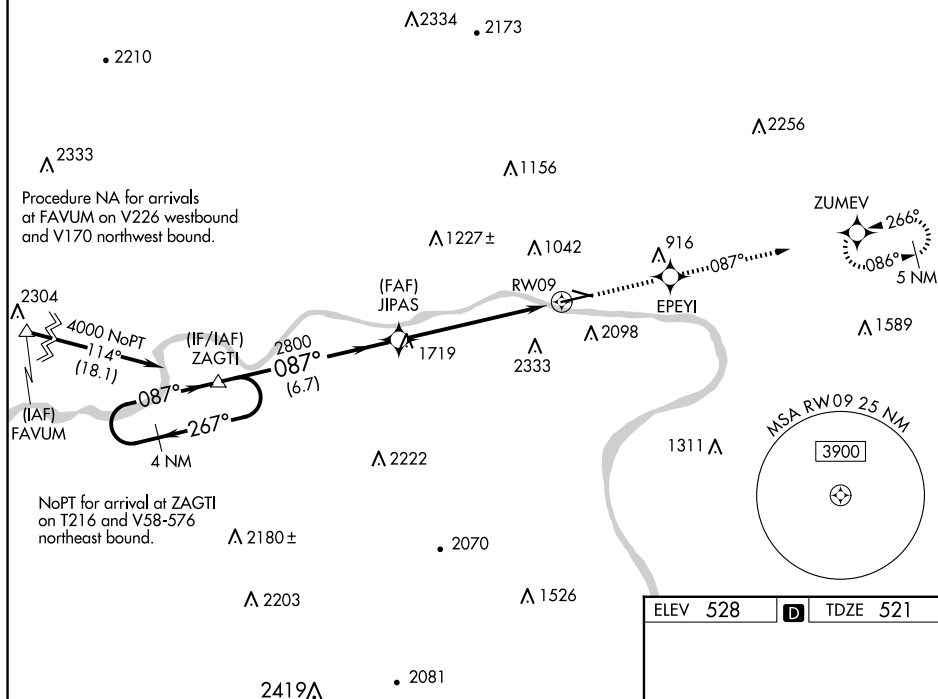 2334
2173
2210
2256
2333
1156
Procedure NA for arrivals
at FAVUM on V226 westbound
and V170 northwest bound.
ZUMEV
266°
086°
5 NM
1227 ±
1042
916
087°
(FAF)
JIPAS
RW09
EPEYI
2304
4000 NoPT
114°
(18.1)
(IF/IAF)
ZAGTI
2800
087°
(6.7)
1719
2098
2333
1589
(IAF)
FAVUM
087°
267°
4 NM
MSA RW09 25 NM
3900
1311
2222
NoPT for arrival at ZAGTI
on T216 and V58-576
northeast bound.
2180 ±
2070
2203
1526
ELEV 528 D TDZE 521
2419
2081